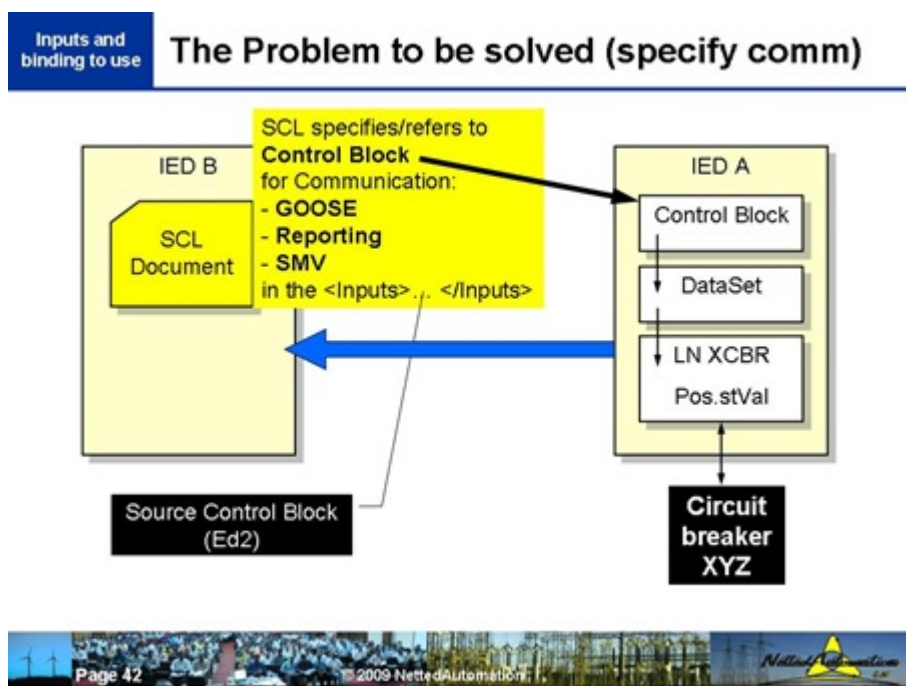 Inputs and
binding to use
The Problem to be solved (specify comm)
SCL specifies/refers to
Control Block
for Communication:
- GOOSE
- Reporting
- SMV
in the <Inputs>... </Inputs>
IED B
SCL
Document
IED A
Control Block
DataSet
LN XCBR
Pos.stVal
Source Control Block
(Ed2)
Circuit
breaker
XYZ
Page 42
© 2009 NettedAutomation
NettedAutomation